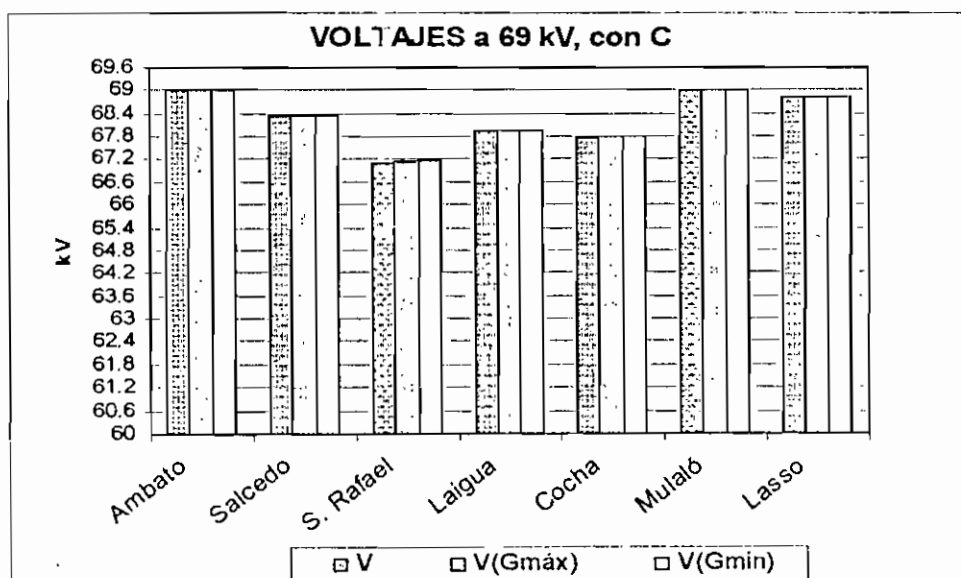 VOLTAJES a 69 kV, con C
kV
69.6
69
68.4
67.8
67.2
66.6
66
65.4
64.8
64.2
63.6
63
62.4
61.8
61.2
60.6
60
Ambato
Salcedo
S. Rafael
Laigua
Cocha
Mulaló
Lasso
V V(Gmáx) V(Gmin)